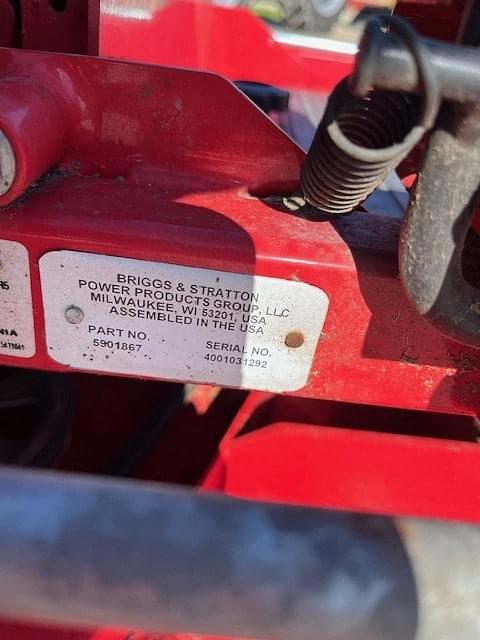 BRIGGS & STRATTON
POWER PRODUCTS GROUP, LLC
MILWAUKEE, WI 53201, USA
ASSEMBLED IN THE USA
PART NO.
5901867
SERIAL NO.
4001031292